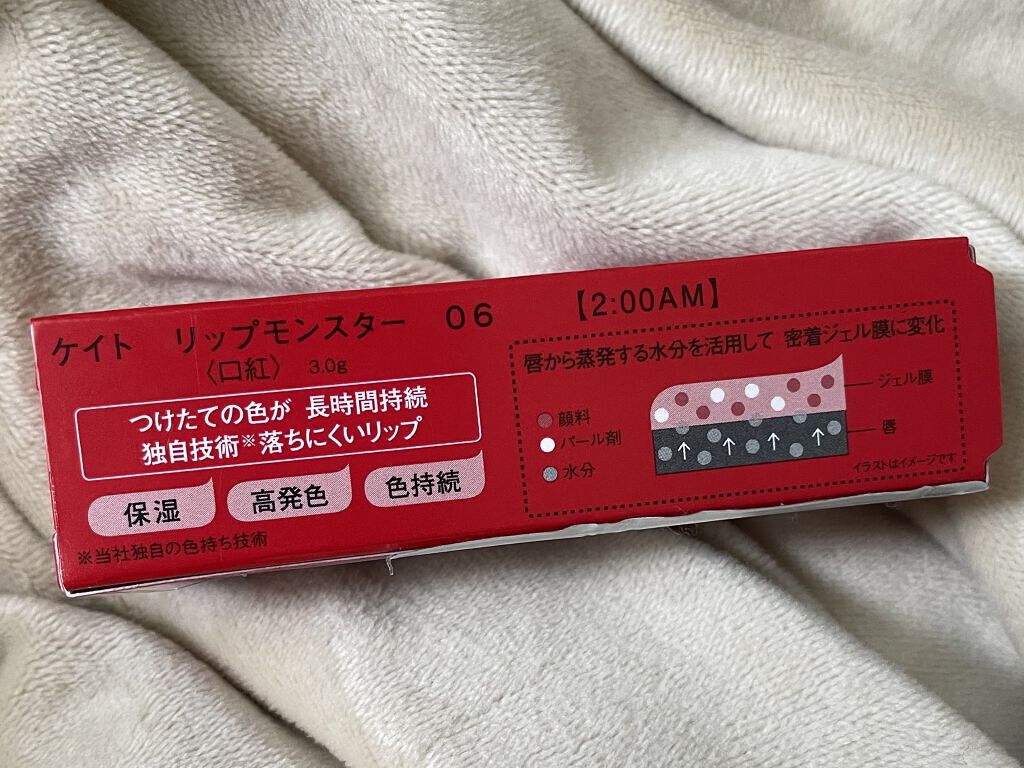 ケイト リップモンスター 06 【2:00AM】
〈口紅〉 3.0g
つけたての色が 長時間持続
独自技術※落ちにくいリップ
保湿
高発色
色持続
※当社独自の色持ち技術
唇から蒸発する水分を活用して 密着ジェル膜に変化
顔料
パール剤
水分
ジェル膜
唇
イラストはイメージです